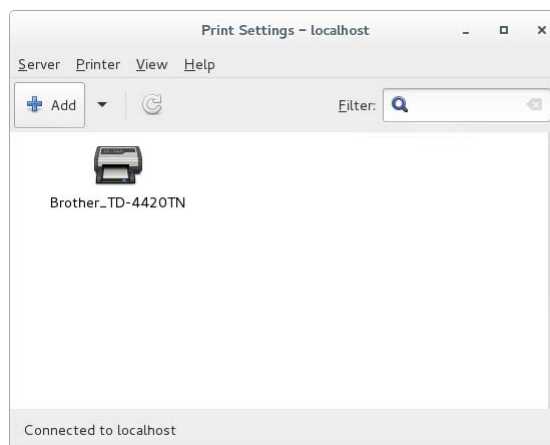 Print Settings - localhost
Server Printer View Help
Add
Filter:
Brother_TD-4420TN
Connected to localhost